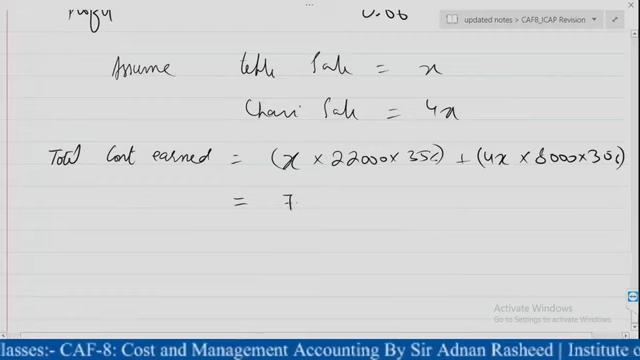 0.06
updated notes > CAF8_ICAP Revision
Assume table Sale = x
Chair Sale = 4x
Total Cost earned = (x × 22000 × 35%) + (4x × 8000 × 30%)
= 7
Activate Windows
Go to Settings to activate Windows.
lasses:- CAF-8: Cost and Management Accounting By Sir Adnan Rasheed | Institute o